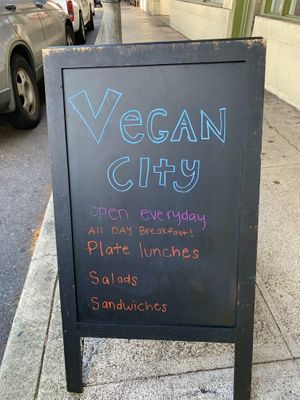 VEGAN
City
open everyday
·All DAY Breakfast!
·Plate lunches
Salads
Sandwiches